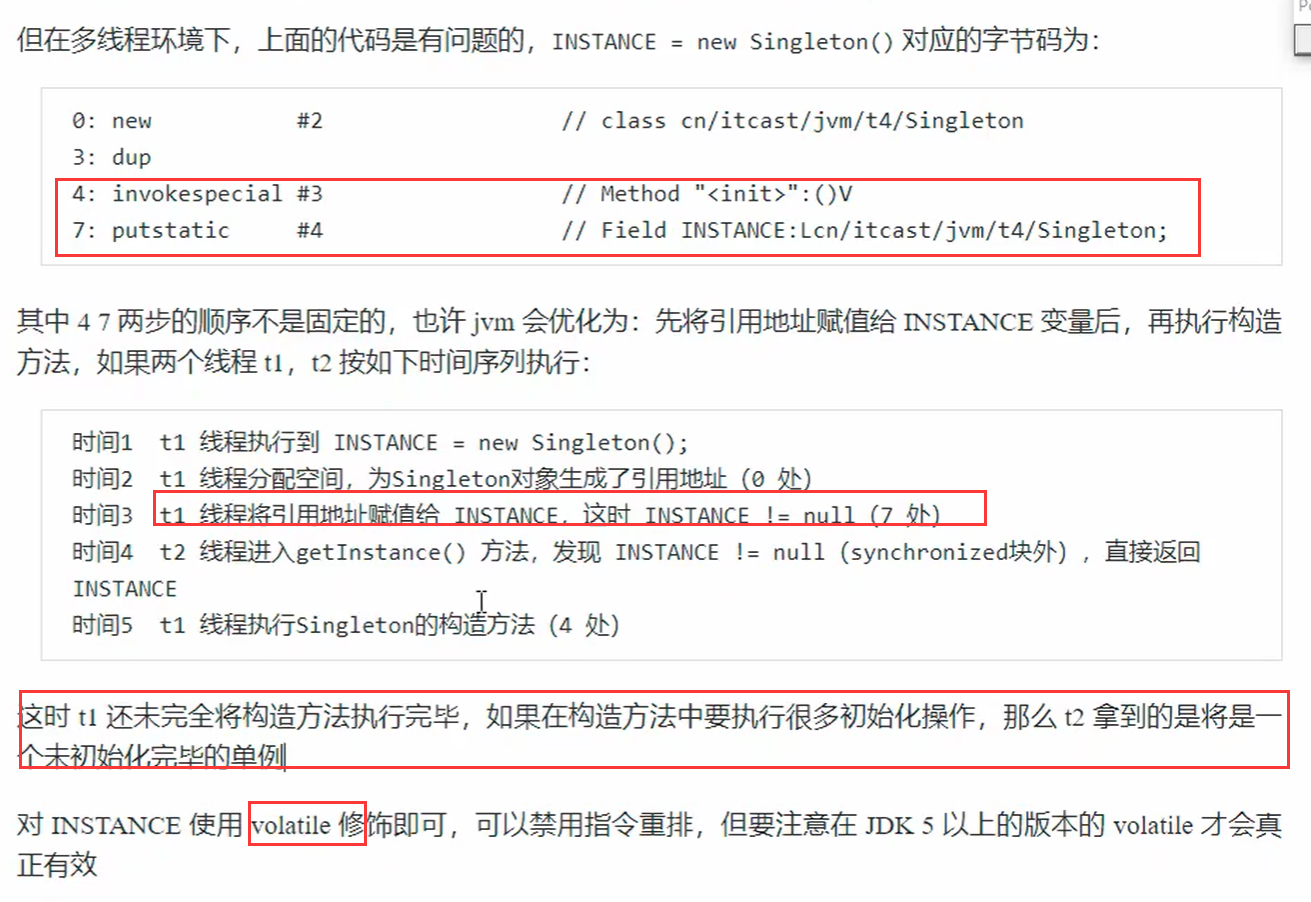 但在多线程环境下，上面的代码是有问题的，INSTANCE = new Singleton() 对应的字节码为：
0: new #2 // class cn/itcast/jvm/t4/Singleton
3: dup
4: invokespecial #3 // Method "<init>":()V
7: putstatic #4 // Field INSTANCE:Lcn/itcast/jvm/t4/Singleton;
其中 4 7 两步的顺序不是固定的，也许 jvm 会优化为：先将引用地址赋值给 INSTANCE 变量后，再执行构造
方法，如果两个线程 t1，t2 按如下时间序列执行：
时间1 t1 线程执行到 INSTANCE = new Singleton();
时间2 t1 线程分配空间，为Singleton对象生成了引用地址（0 处）
时间3 t1 线程将引用地址赋值给 INSTANCE，这时 INSTANCE != null（7 处）
时间4 t2 线程进入getInstance() 方法，发现 INSTANCE != null（synchronized块外），直接返回
INSTANCE
时间5 t1 线程执行Singleton的构造方法（4 处）
这时 t1 还未完全将构造方法执行完毕，如果在构造方法中要执行很多初始化操作，那么 t2 拿到的是将是一
个未初始化完毕的单例
对 INSTANCE 使用 volatile 修饰即可，可以禁用指令重排，但要注意在 JDK 5 以上的版本的 volatile 才会真
正有效